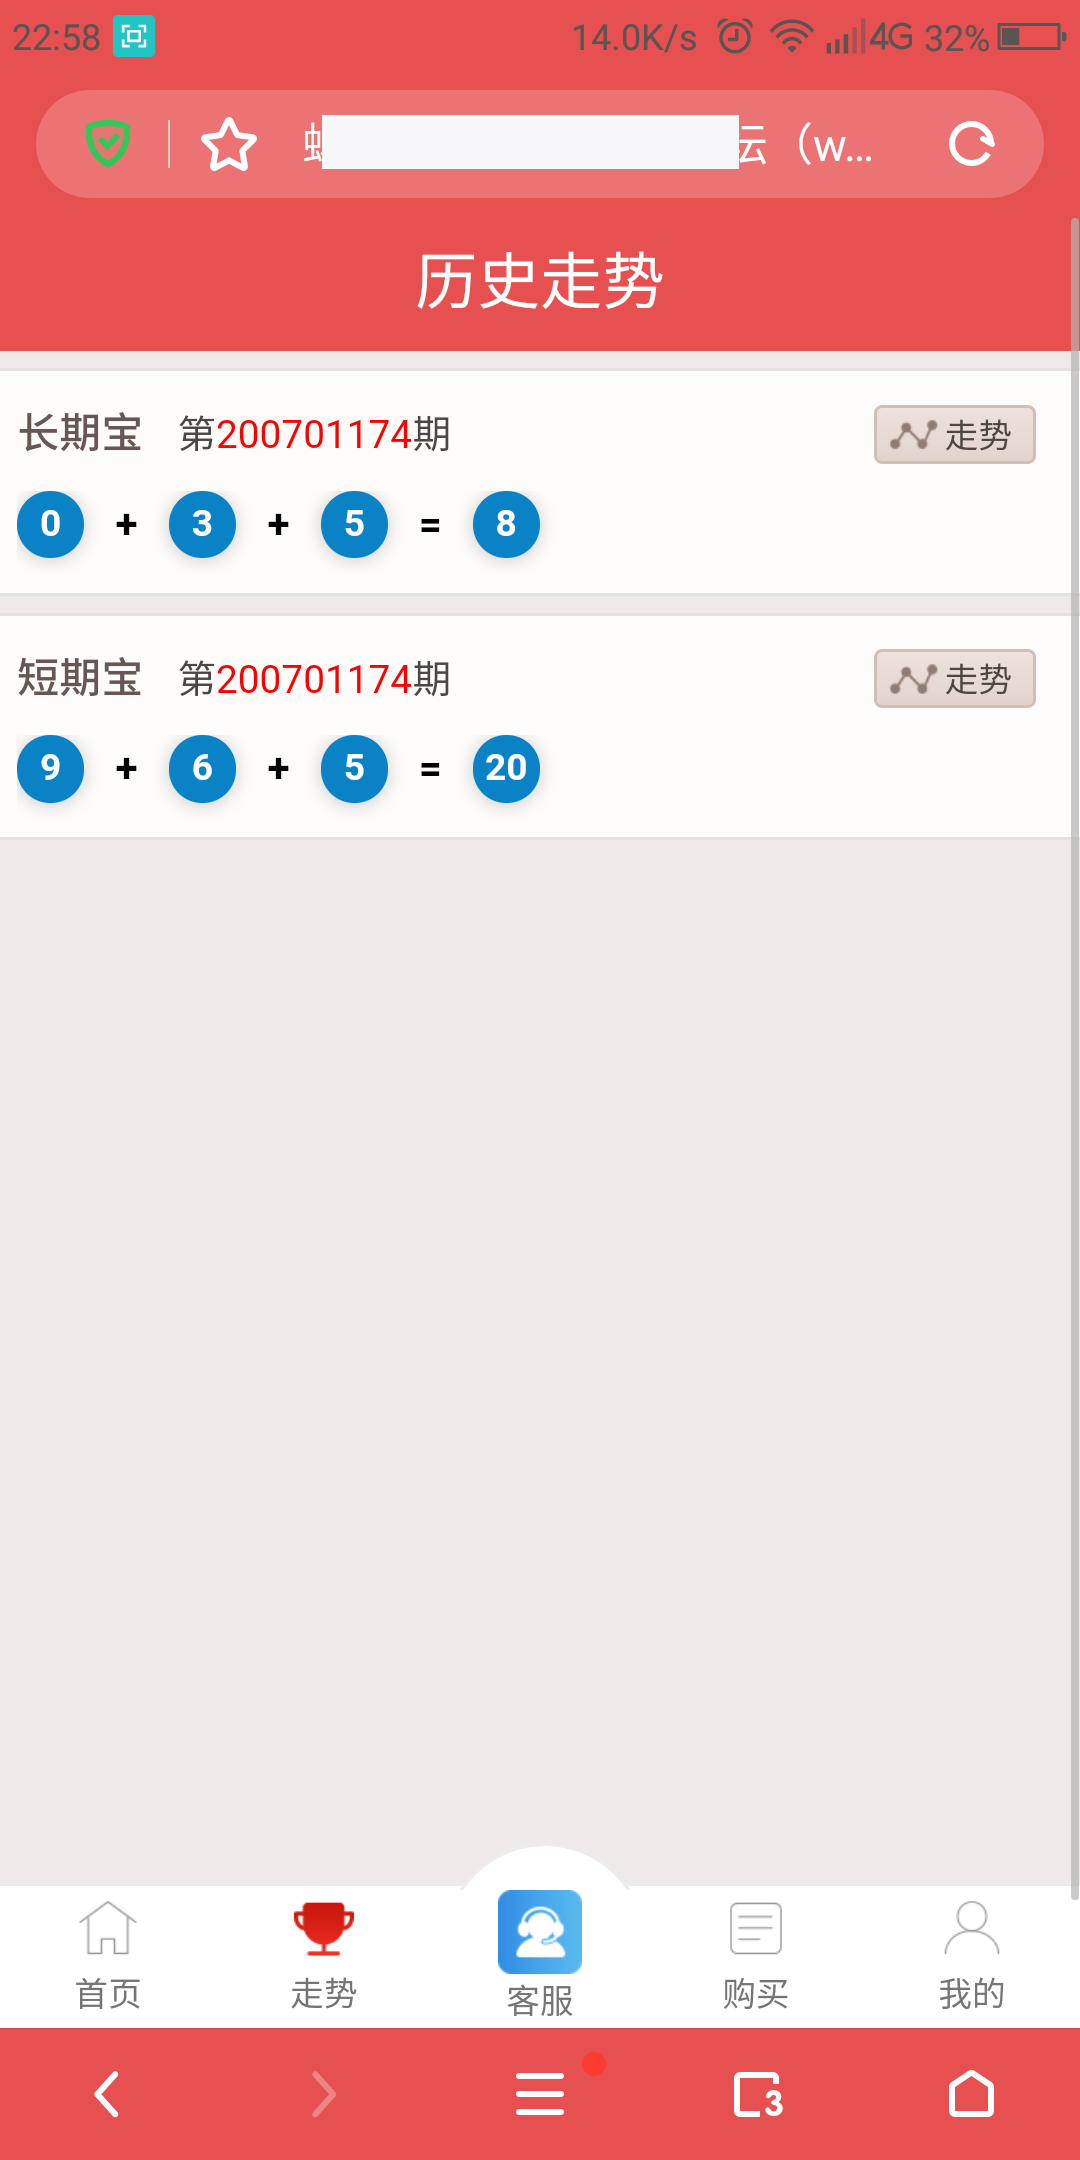 22:58 14.0K/s 4G 32%
坛（w...
历史走势
长期宝 第200701174期 走势
0 + 3 + 5 = 8
短期宝 第200701174期 走势
9 + 6 + 5 = 20
首页 走势 客服 购买 我的
3